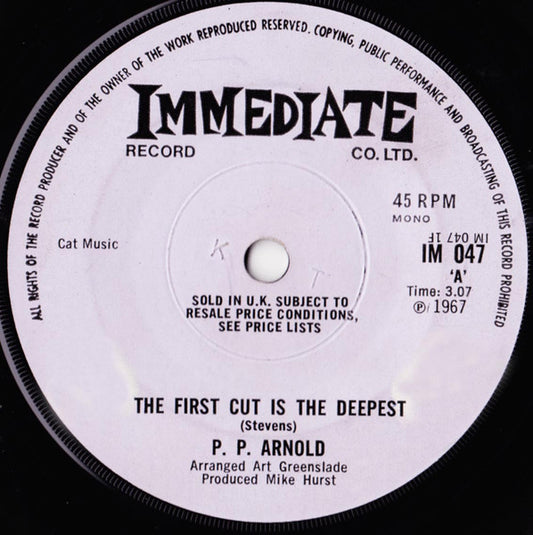 ALL RIGHTS OF THE RECORD PRODUCER AND OF THE OWNER OF THE WORK REPRODUCED RESERVED. COPYING, PUBLIC PERFORMANCE AND BROADCASTING OF THIS RECORD PROHIBITED
IMMEDIATE
RECORD CO. LTD.
45 RPM
MONO
Cat Music
IM 047 1F
IM 047
'A'
Time: 3.07
℗ 1967
K T
SOLD IN U.K. SUBJECT TO
RESALE PRICE CONDITIONS,
SEE PRICE LISTS
THE FIRST CUT IS THE DEEPEST
(Stevens)
P. P. ARNOLD
Arranged Art Greenslade
Produced Mike Hurst